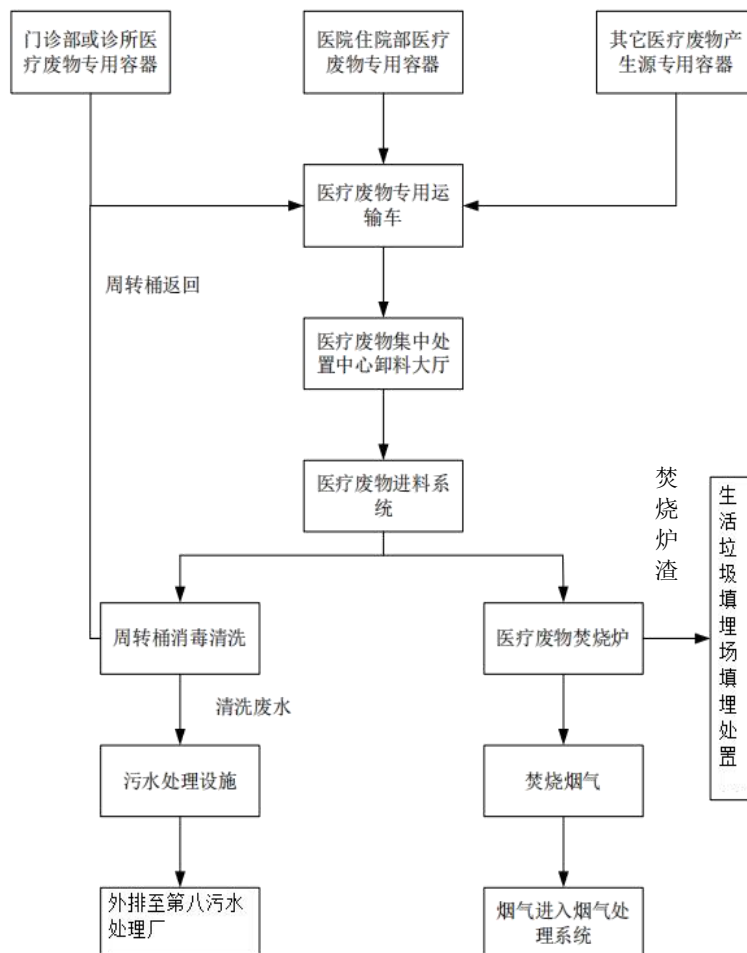 门诊部或诊所医
疗废物专用容器
医院住院部医疗
废物专用容器
其它医疗废物产
生源专用容器
医疗废物专用运
输车
周转桶返回
医疗废物集中处
置中心卸料大厅
医疗废物进料系
统
焚烧炉渣
生活垃圾填埋场填埋处置
周转桶消毒清洗
医疗废物焚烧炉
清洗废水
污水处理设施
焚烧烟气
外排至第八污水
处理厂
烟气进入烟气处
理系统